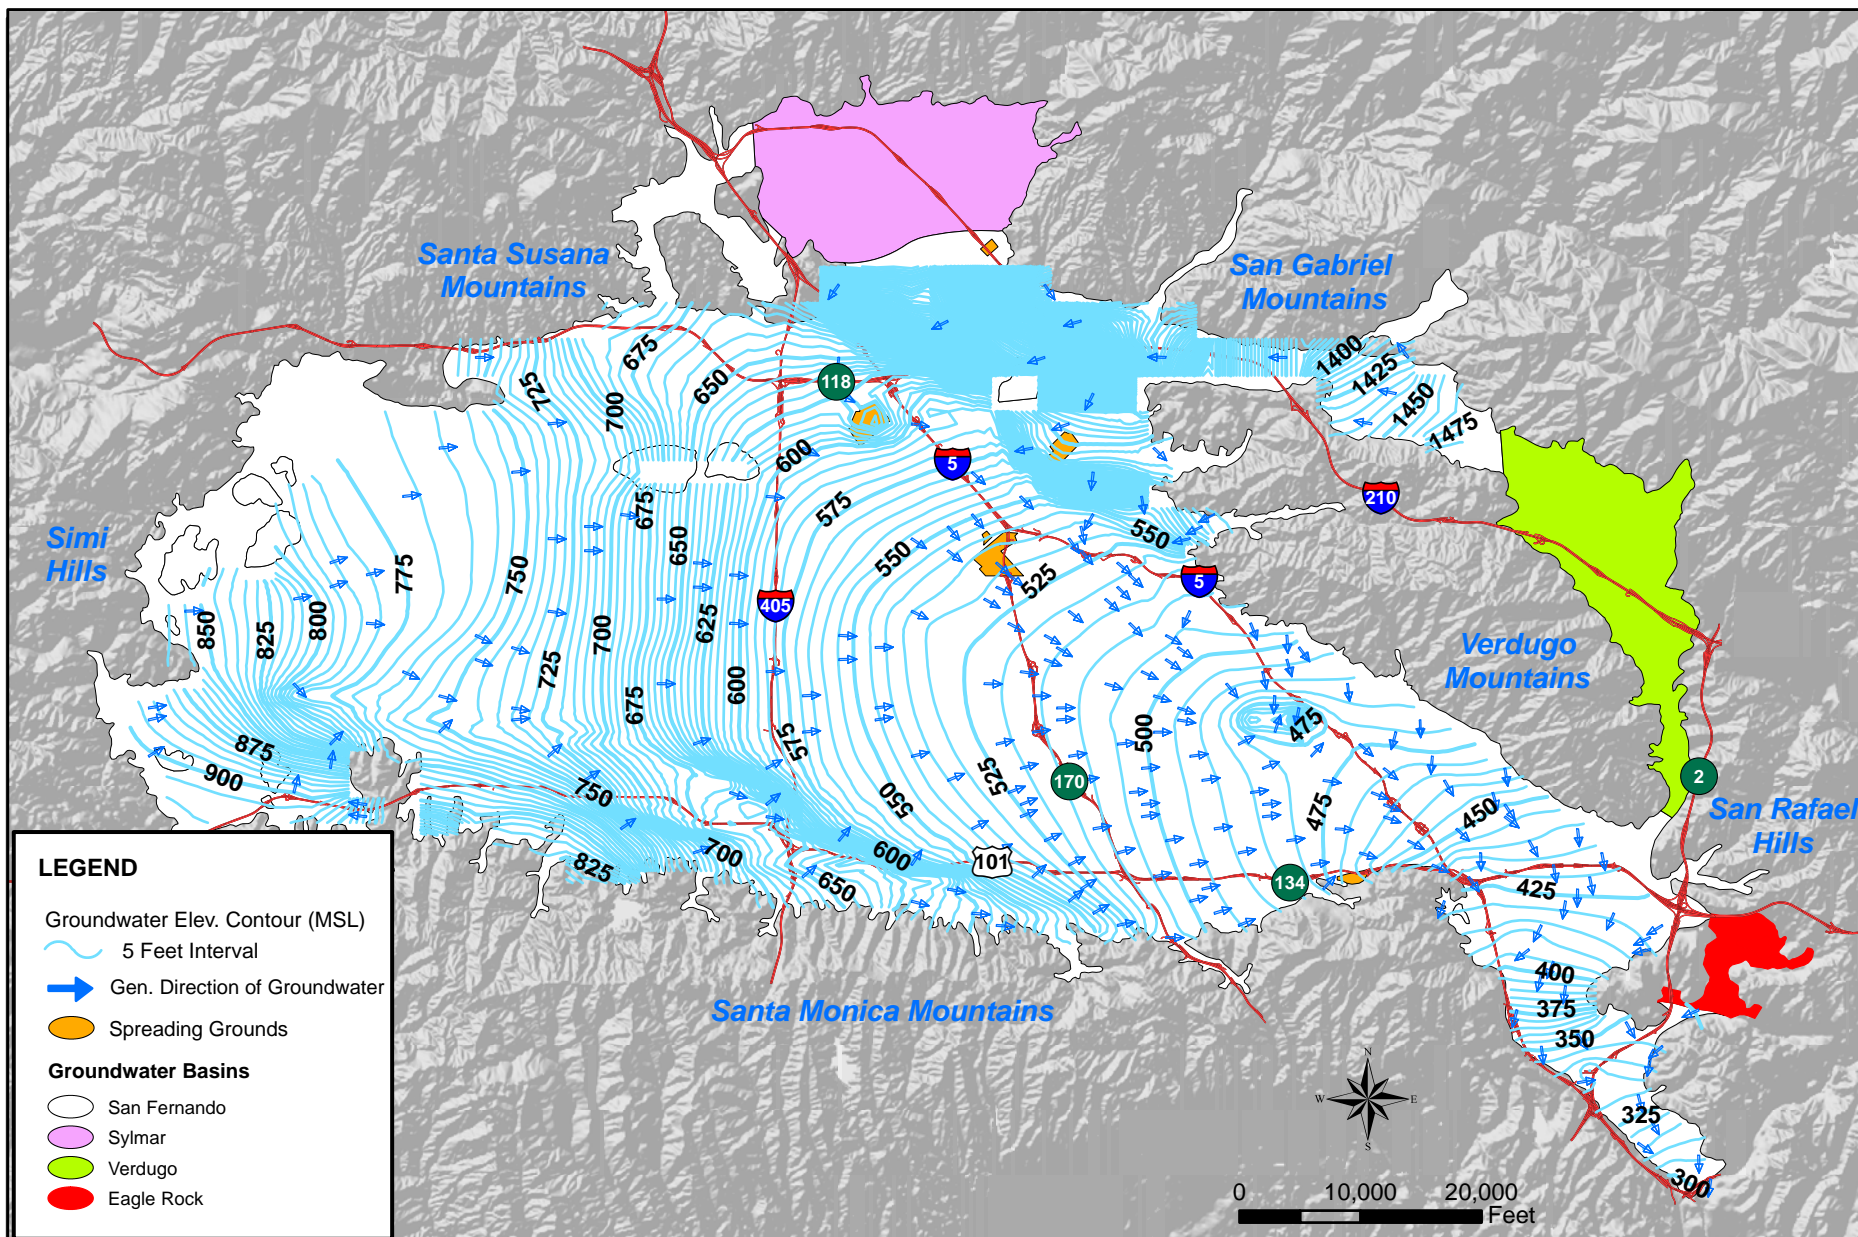 Santa Susana
Mountains
San Gabriel
Mountains
1400
1425
1450
1475
675
650
725
700
118
600
5
575
675
650
550
550
210
Simi
Hills
775
750
525
5
405
850
825
800
700
625
Verdugo
Mountains
725
675
600
575
500
475
875
900
750
525
550
170
475
450
2
San Rafael
Hills
825
700
650
600
101
134
425
400
375
350
325
300
Santa Monica Mountains
N
W
E
S
0
10,000
20,000
Feet
LEGEND
Groundwater Elev. Contour (MSL)
5 Feet Interval
Gen. Direction of Groundwater
Spreading Grounds
Groundwater Basins
San Fernando
Sylmar
Verdugo
Eagle Rock